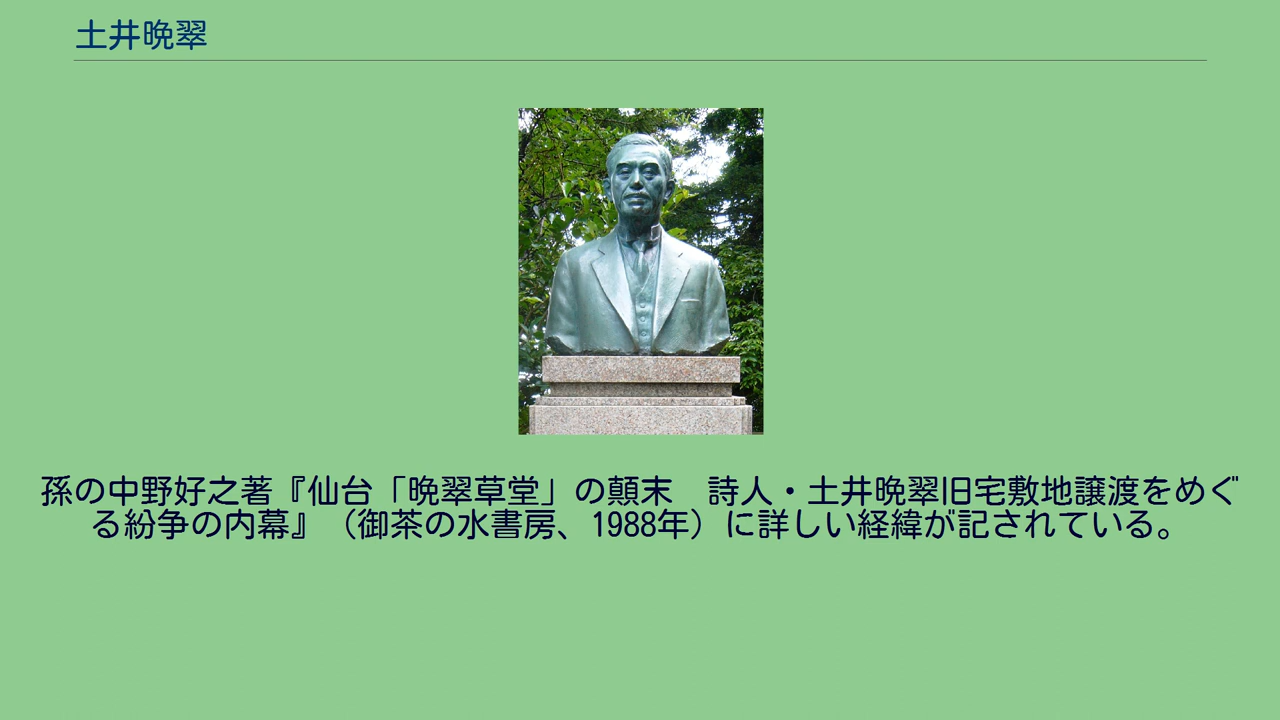 土井晩翠
孫の中野好之著『仙台「晩翠草堂」の顛末　詩人・土井晩翠旧宅敷地譲渡をめぐ
る紛争の内幕』（御茶の水書房、1988年）に詳しい経緯が記されている。